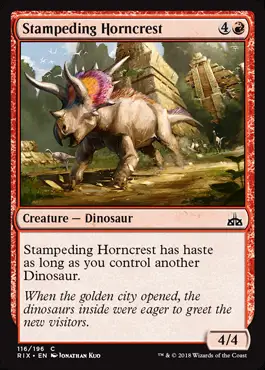 Stampeding Horncrest 4
Creature — Dinosaur
Stampeding Horncrest has haste
as long as you control another
Dinosaur.
When the golden city opened, the
dinosaurs inside were eager to greet the
new visitors.
4/4
116/196 C
RIX • EN Jonathan Kuo
™ & © 2018 Wizards of the Coast